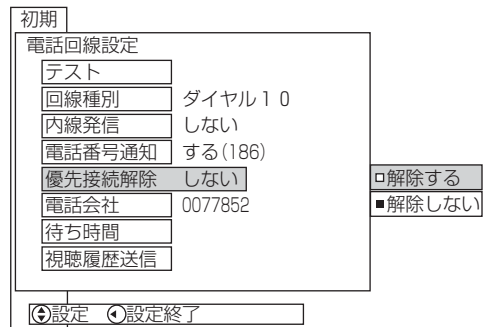 初期
電話回線設定
テスト
回線種別 ダイヤル10
内線発信 しない
電話番号通知 する(186)
優先接続解除 しない
□解除する
電話会社 0077852
■解除しない
待ち時間
視聴履歴送信
設定 設定終了